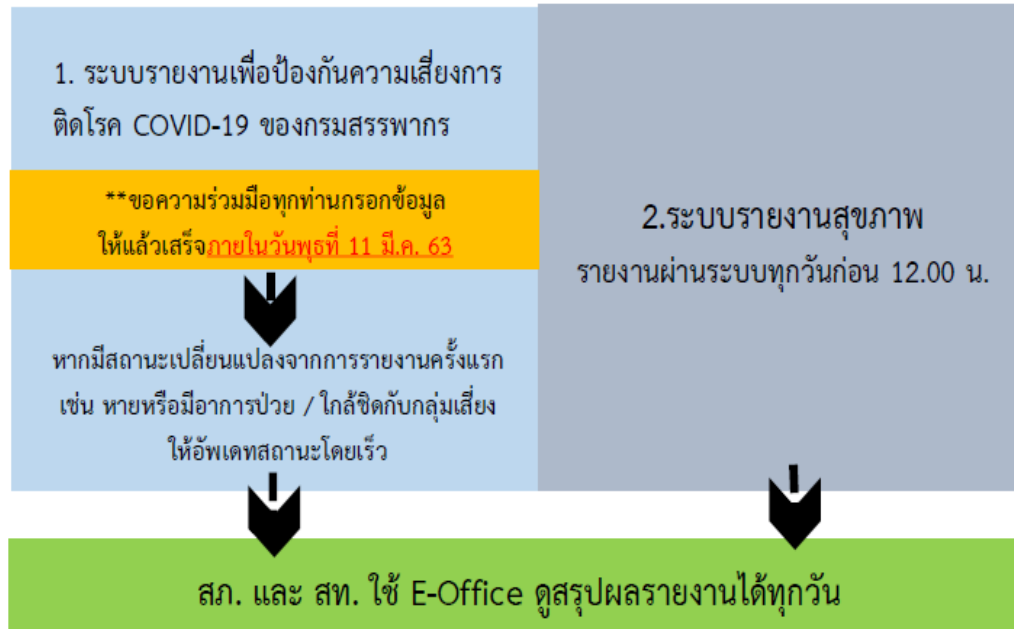 1. ระบบรายงานเพื่อป้องกันความเสี่ยงการ
ติดโรค COVID-19 ของกรมสรรพากร
**ขอความร่วมมือทุกท่านกรอกข้อมูล
ให้แล้วเสร็จภายในวันพุธที่ 11 มี.ค. 63
หากมีสถานะเปลี่ยนแปลงจากการรายงานครั้งแรก
เช่น หายหรือมีอาการป่วย / ใกล้ชิดกับกลุ่มเสี่ยง
ให้อัพเดทสถานะโดยเร็ว
2.ระบบรายงานสุขภาพ
รายงานผ่านระบบทุกวันก่อน 12.00 น.
สภ. และ สท. ใช้ E-Office ดูสรุปผลรายงานได้ทุกวัน